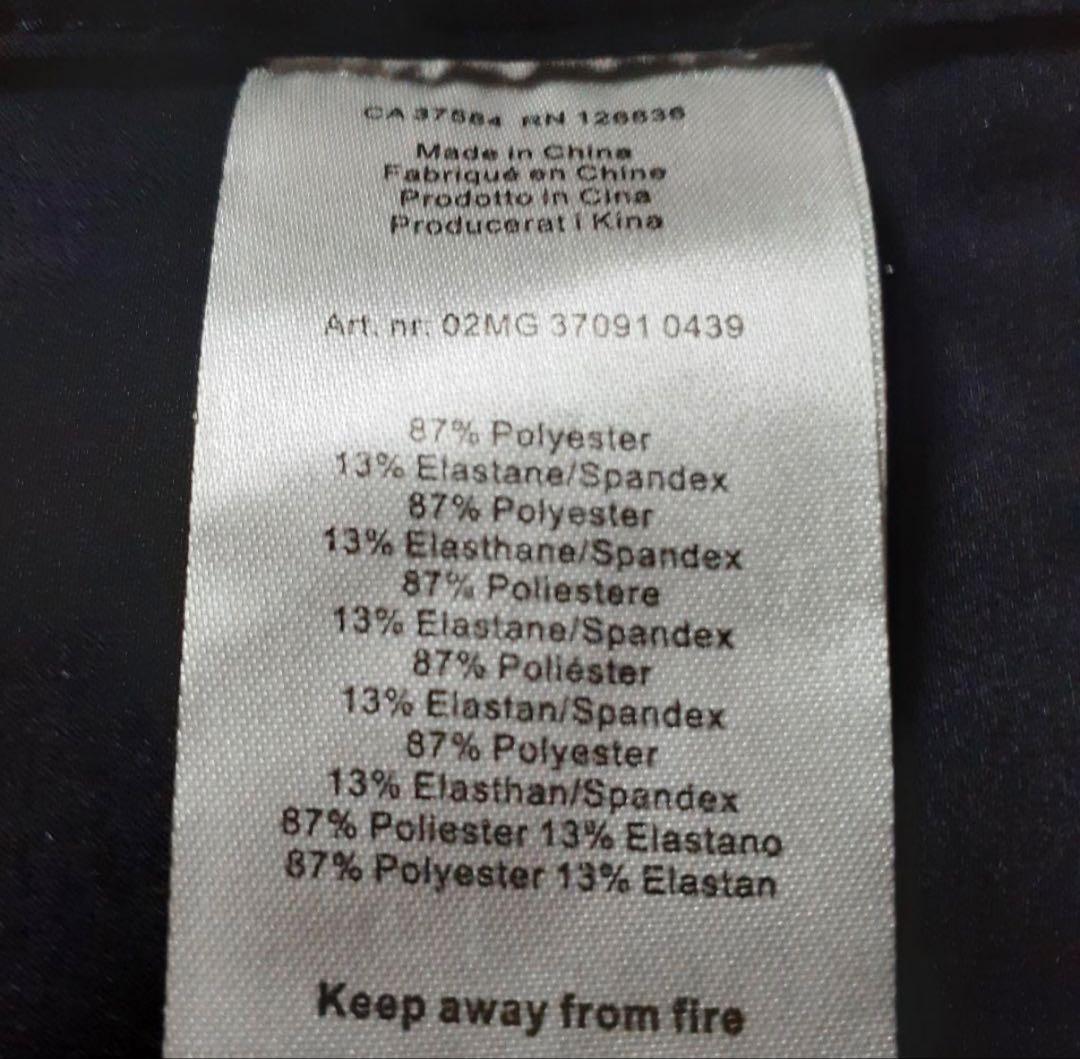 CA 37584 RN 126636
Made in China
Fabriqué en Chine
Prodotto in Cina
Producerat i Kina
Art. nr. 02MG 37091 0439
87% Polyester
13% Elastane/Spandex
87% Polyester
13% Elasthane/Spandex
87% Poliestere
13% Elastane/Spandex
87% Poliéster
13% Elastan/Spandex
87% Polyester
13% Elasthan/Spandex
87% Poliester 13% Elastano
87% Polyester 13% Elastan
Keep away from fire